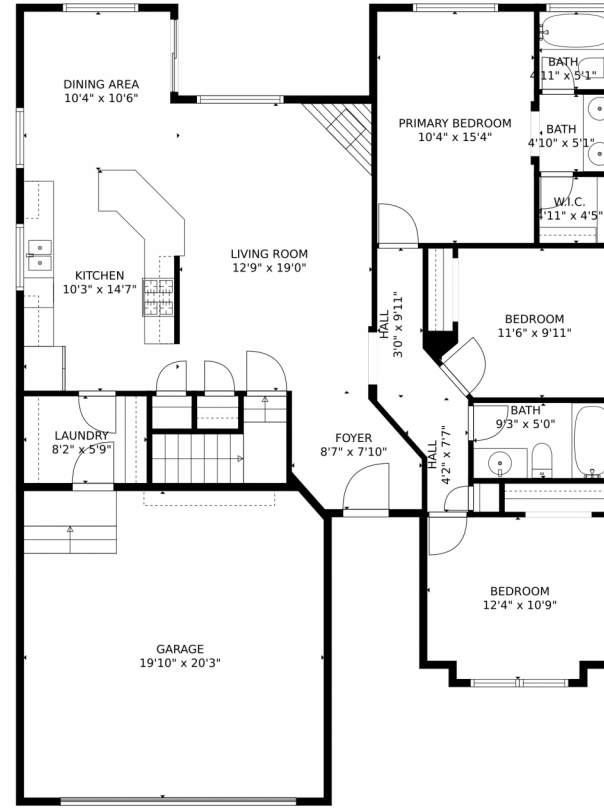 DINING AREA
10'4" x 10'6"
PRIMARY BEDROOM
10'4" x 15'4"
BATH
4'11" x 5'1"
BATH
4'10" x 5'1"
W.I.C.
4'11" x 4'5"
KITCHEN
10'3" x 14'7"
LIVING ROOM
12'9" x 19'0"
HALL
3'0" x 9'11"
BEDROOM
11'6" x 9'11"
LAUNDRY
8'2" x 5'9"
FOYER
8'7" x 7'10"
HALL
4'2" x 7'7"
BATH
9'3" x 5'0"
BEDROOM
12'4" x 10'9"
GARAGE
19'10" x 20'3"